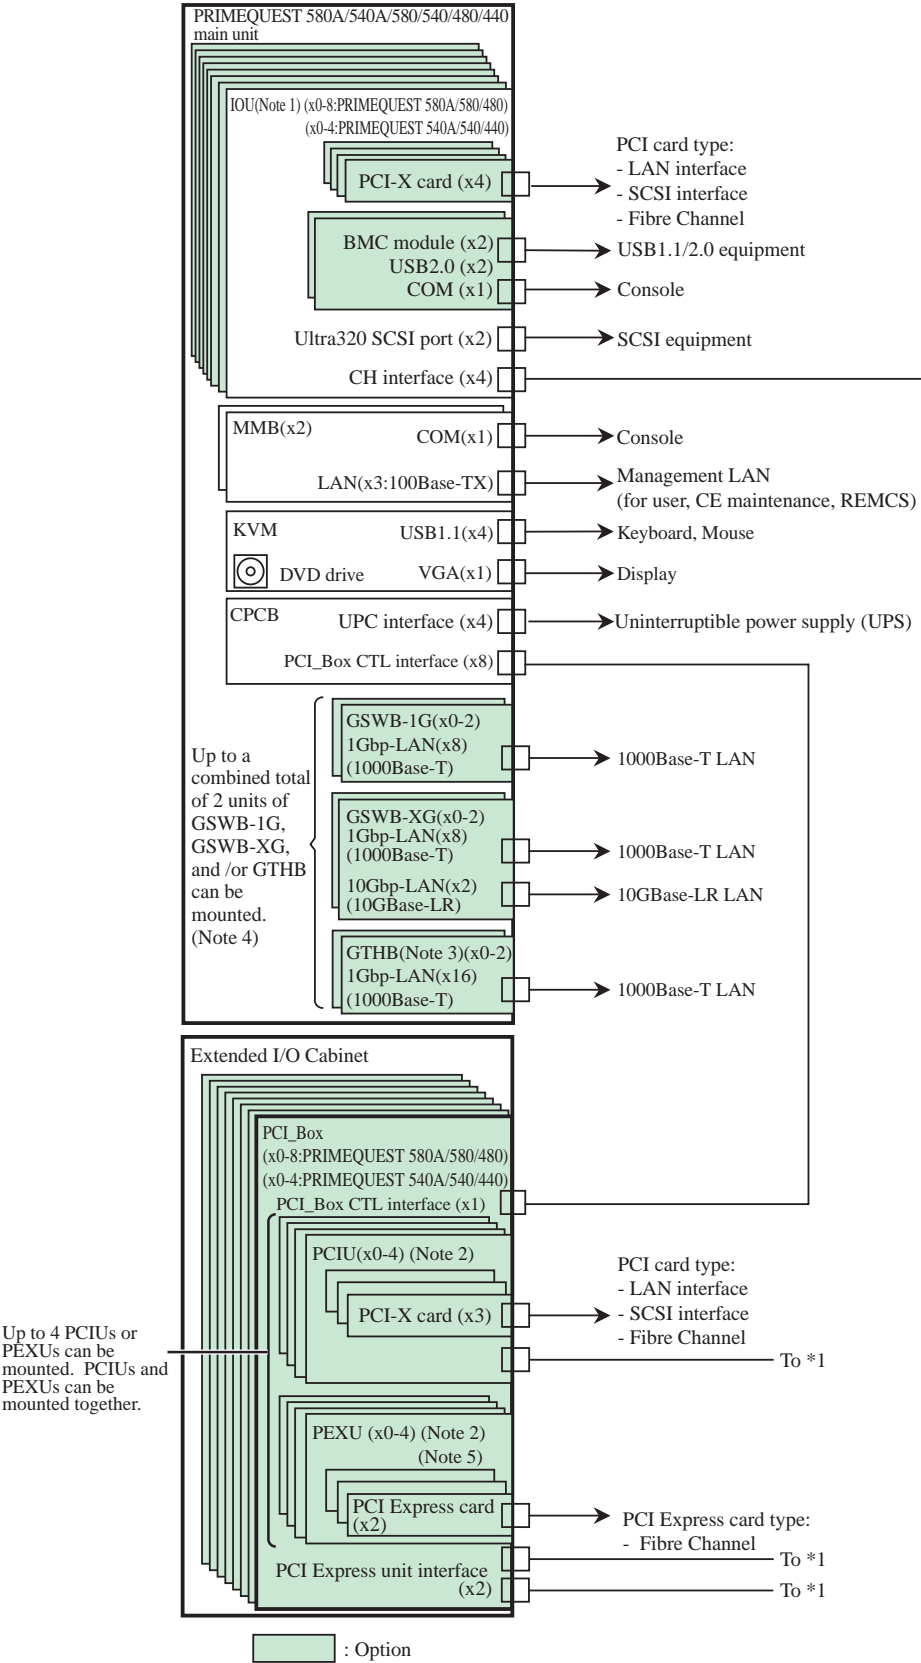 PRIMEQUEST 580A/540A/580/540/480/440
main unit
IOU(Note 1) (x0-8:PRIMEQUEST 580A/580/480)
(x0-4:PRIMEQUEST 540A/540/440)
PCI-X card (x4)
PCI card type:
- LAN interface
- SCSI interface
- Fibre Channel
BMC module (x2)
USB2.0 (x2)
COM (x1)
USB1.1/2.0 equipment
Console
Ultra320 SCSI port (x2)
SCSI equipment
CH interface (x4)
MMB(x2)
COM(x1)
Console
LAN(x3:100Base-TX)
Management LAN
(for user, CE maintenance, REMCS)
KVM
USB1.1(x4)
Keyboard, Mouse
DVD drive
VGA(x1)
Display
CPCB
UPC interface (x4)
Uninterruptible power supply (UPS)
PCI_Box CTL interface (x8)
Up to a
combined total
of 2 units of
GSWB-1G,
GSWB-XG,
and /or GTHB
can be
mounted.
(Note 4)
GSWB-1G(x0-2)
1Gbp-LAN(x8)
(1000Base-T)
1000Base-T LAN
GSWB-XG(x0-2)
1Gbp-LAN(x8)
(1000Base-T)
1000Base-T LAN
10Gbp-LAN(x2)
(10GBase-LR)
10GBase-LR LAN
GTHB(Note 3)(x0-2)
1Gbp-LAN(x16)
(1000Base-T)
1000Base-T LAN
Extended I/O Cabinet
PCI_Box
(x0-8:PRIMEQUEST 580A/580/480)
(x0-4:PRIMEQUEST 540A/540/440)
PCI_Box CTL interface (x1)
PCIU(x0-4) (Note 2)
PCI-X card (x3)
PCI card type:
- LAN interface
- SCSI interface
- Fibre Channel
To *1
Up to 4 PCIUs or
PEXUs can be
mounted.  PCIUs and
PEXUs can be
mounted together.
PEXU (x0-4) (Note 2)
(Note 5)
PCI Express card
(x2)
PCI Express card type:
-  Fibre Channel
PCI Express unit interface
(x2)
To *1
To *1
: Option